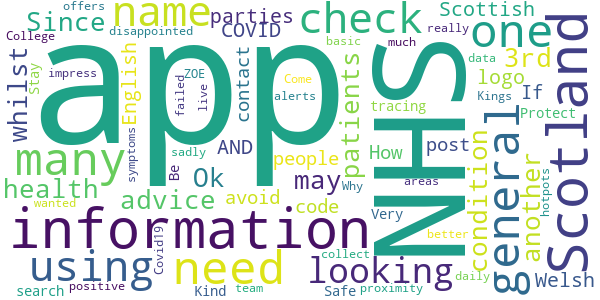 offers
Since
name
parties
check
Scottish
College
disappointed
COVID
one
really
much
impress
ZOE
app
basic
3rd
whilst
Stay
English
failed
live
contact
alerts
patients
NHS
Come
data
logo
Kings
If
Scotland
tracing
Protect
many
symptoms
sadly
AND
How
post
general
condition
another
hotpots
health
advice
Ok
Be
people
may
Why
areas
avoid
Very
wanted
code
better
information
using
Covid19
need
looking
Welsh
daily
search
positive
Kind
team
Safe
collect
proximity